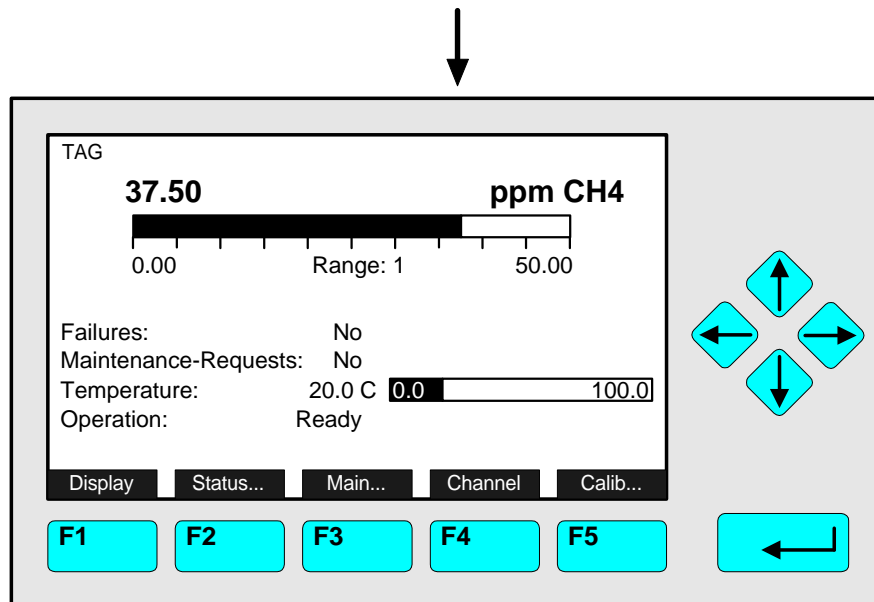 TAG
37.50 ppm CH4
0.00 Range: 1 50.00
Failures: No
Maintenance-Requests: No
Temperature: 20.0 C 0.0 100.0
Operation: Ready
Display Status... Main... Channel Calib...
F1 F2 F3 F4 F5